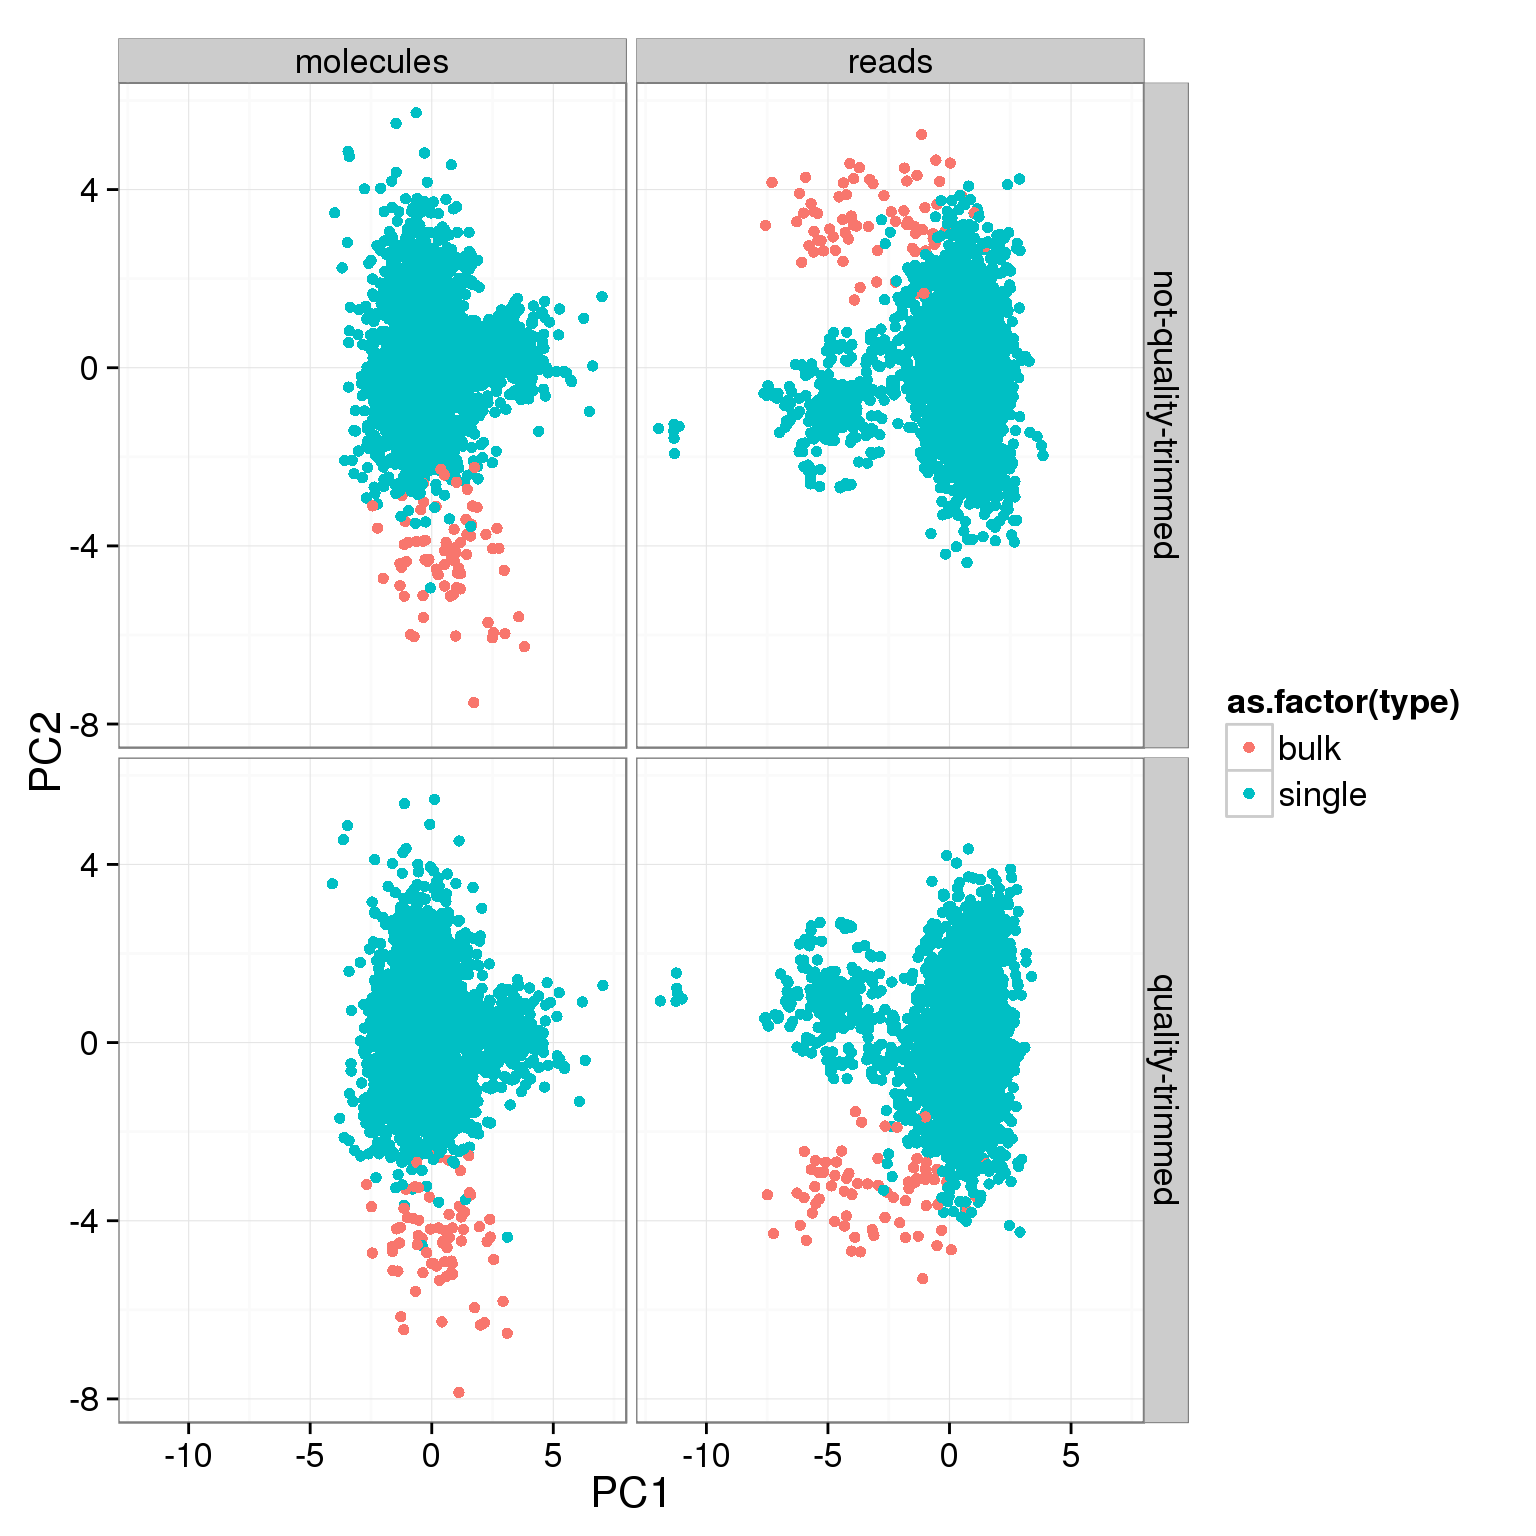 molecules
reads
4
0
-4
-8
not-quality-trimmed
4
0
-4
-8
quality-trimmed
PC2
-10
-5
0
5
-10
-5
0
5
PC1
as.factor(type)
bulk
single